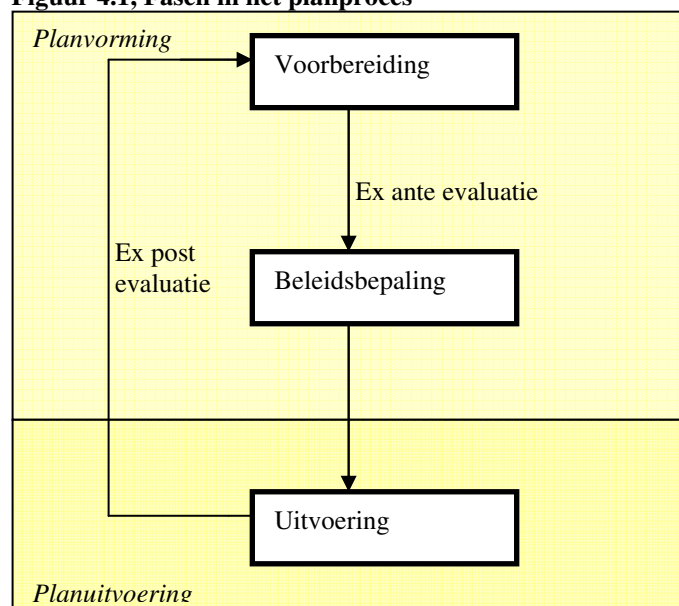 Figuur 4.1, Fasen in het planproces
Planvorming
Voorbereiding
Ex ante evaluatie
Ex post
evaluatie
Beleidsbepaling
Uitvoering
Planuitvoering